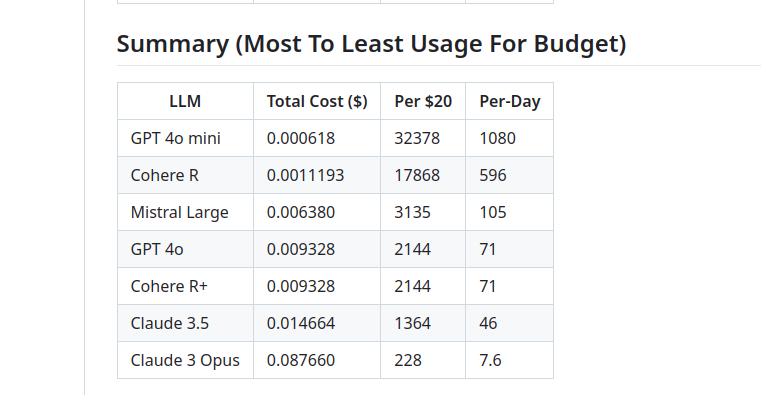 Summary (Most To Least Usage For Budget)
LLM Total Cost ($) Per $20 Per-Day
GPT 4o mini 0.000618 32378 1080
Cohere R 0.0011193 17868 596
Mistral Large 0.006380 3135 105
GPT 4o 0.009328 2144 71
Cohere R+ 0.009328 2144 71
Claude 3.5 0.014664 1364 46
Claude 3 Opus 0.087660 228 7.6